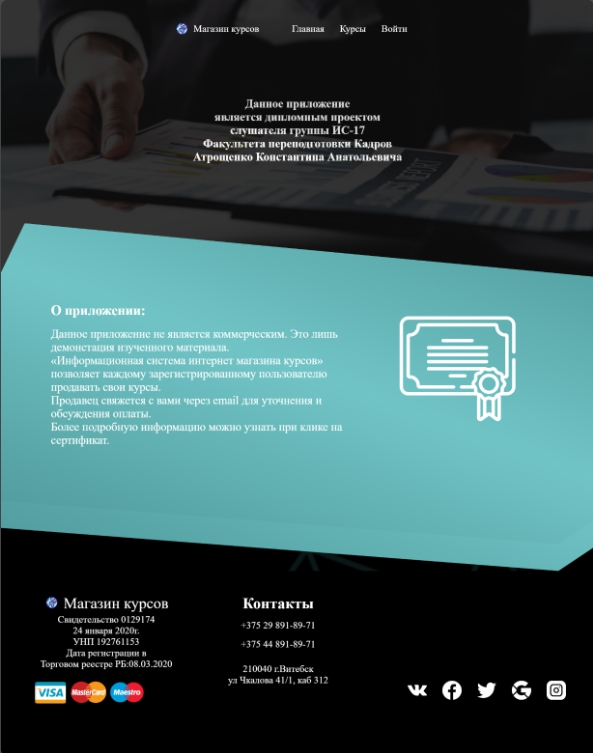 Магазин курсов Главная Курсы Войти
Данное приложение
является дипломным проектом
слушателя группы ИС-17
Факультета переподготовки Кадров
Атрощенко Константина Анатольевича
О приложении:
Данное приложение не является коммерческим. Это лишь
демонстация изученного материала.
«Информационная система интернет магазина курсов»
позволяет каждому зарегистрированному пользователю
продавать свои курсы.
Продавец свяжется с вами через email для уточнения и
обсуждения оплаты.
Более подробную информацию можно узнать при клике на
сертификат.
Магазин курсов
Свидетельство 0129174
24 января 2020г.
УНП 192761153
Дата регистрации в
Торговом реестре РБ:08.03.2020
VISA MasterCard Maestro
Контакты
+375 29 891-89-71
+375 44 891-89-71
210040 г.Витебск
ул Чкалова 41/1, каб 312